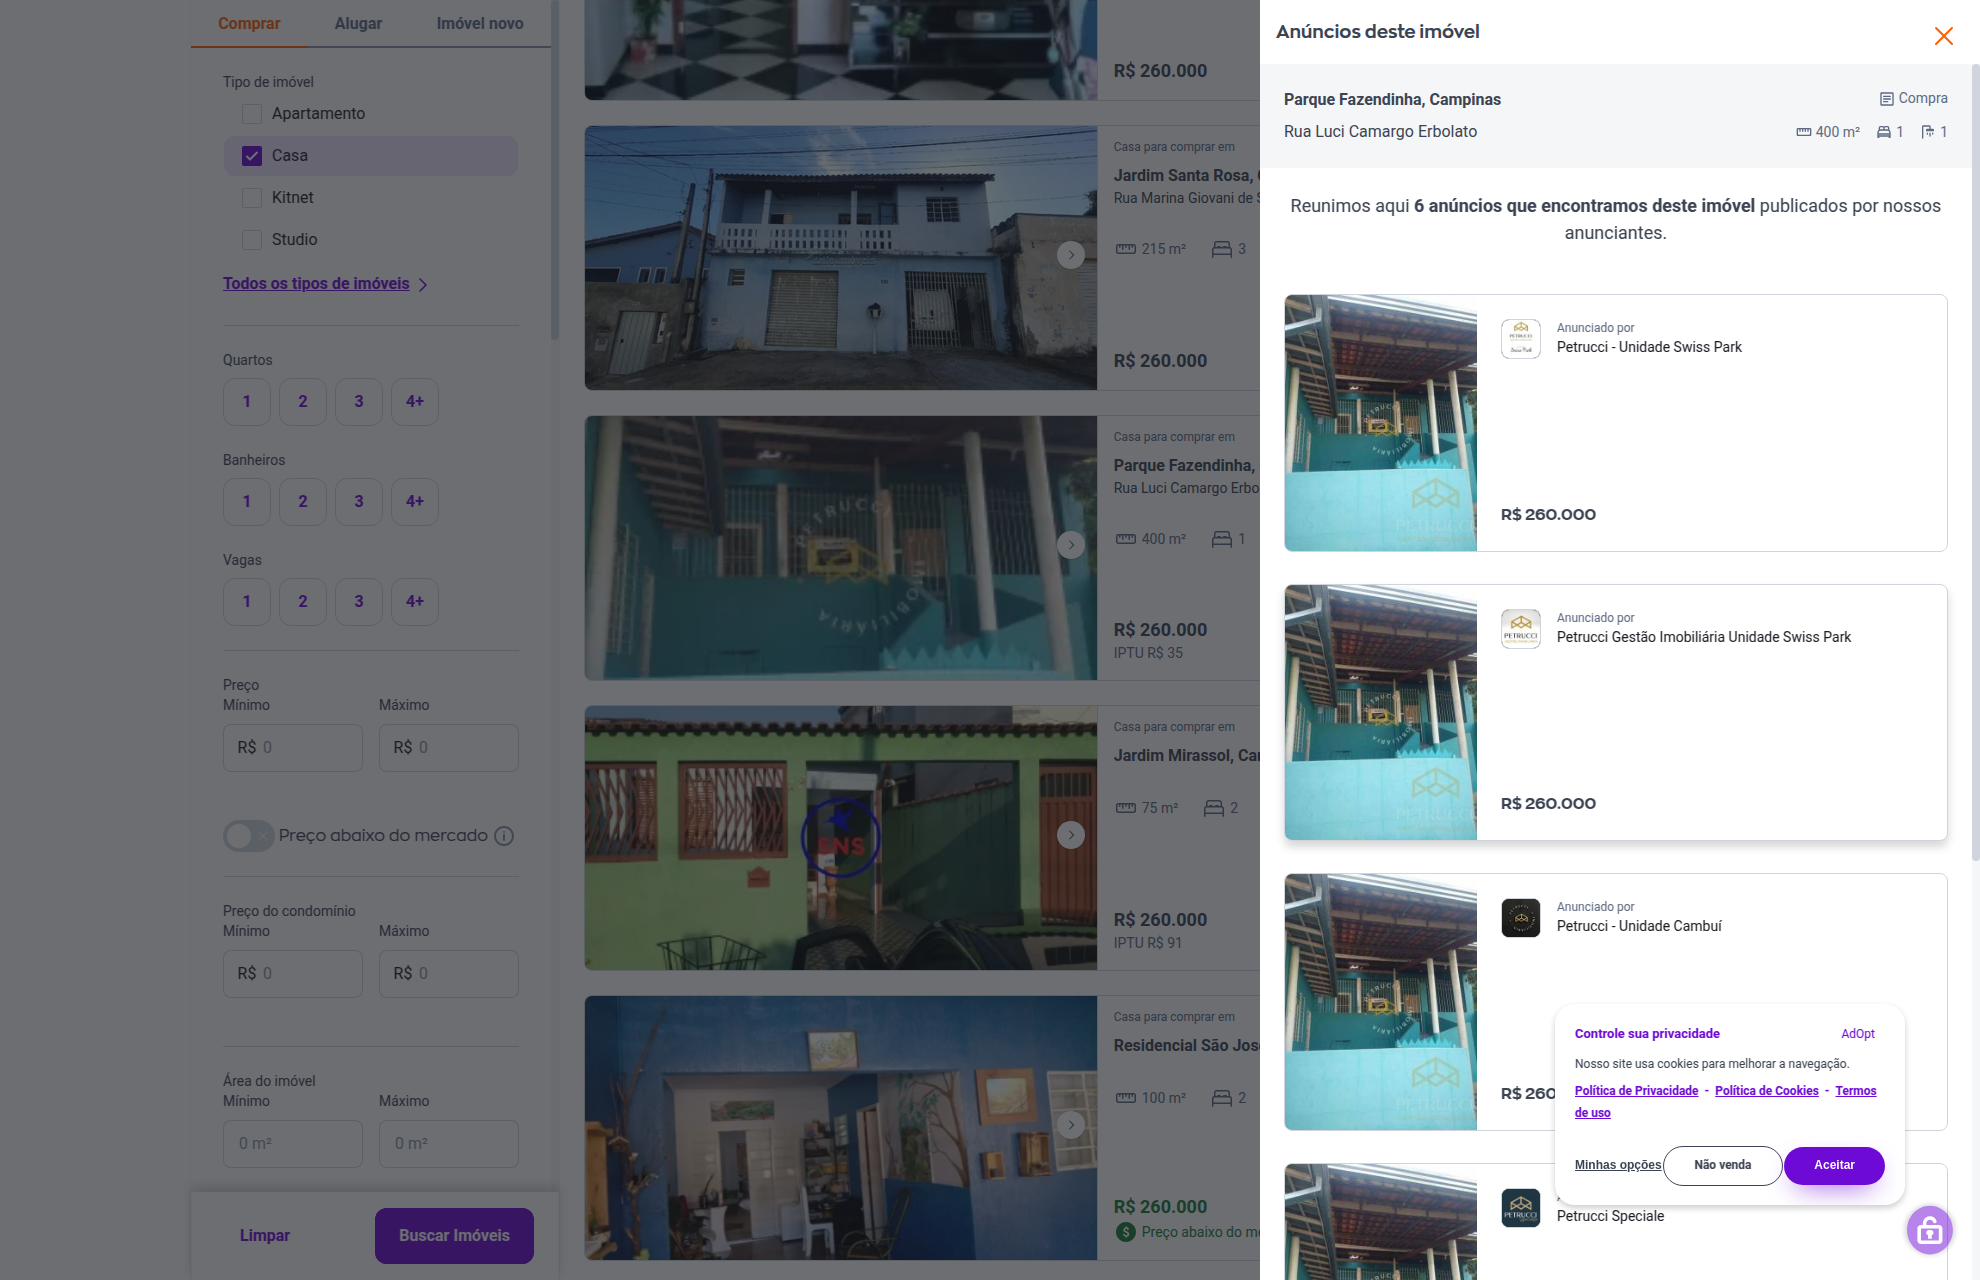 Comprar
Alugar
Imóvel novo
Tipo de imóvel
Apartamento
Casa
Kitnet
Studio
Todos os tipos de imóveis
Quartos
1
2
3
4+
Banheiros
1
2
3
4+
Vagas
1
2
3
4+
Preço
Mínimo
Máximo
R$ 0
R$ 0
Preço abaixo do mercado
Preço do condomínio
Mínimo
Máximo
R$ 0
R$ 0
Área do imóvel
Mínimo
Máximo
0 m²
0 m²
Limpar
Buscar Imóveis
R$ 260.000
Casa para comprar em
Jardim Santa Rosa,
Rua Marina Giovani de
215 m²
3
R$ 260.000
Casa para comprar em
Parque Fazendinha,
Rua Luci Camargo Erbo
400 m²
1
R$ 260.000
IPTU R$ 35
PETRUCCI
IMOBILIÁRIA
Casa para comprar em
Jardim Mirassol, Ca
75 m²
2
R$ 260.000
IPTU R$ 91
SNS
Casa para comprar em
Residencial São José
100 m²
2
R$ 260.000
Preço abaixo do me
Anúncios deste imóvel
Parque Fazendinha, Campinas
Compra
Rua Luci Camargo Erbolato
400 m²
1
1
Reunimos aqui 6 anúncios que encontramos deste imóvel publicados por nossos
anunciantes.
PETRUCCI
Swiss Park
Anunciado por
Petrucci - Unidade Swiss Park
R$ 260.000
PETRUCCI
Anunciado por
Petrucci Gestão Imobiliária Unidade Swiss Park
R$ 260.000
Anunciado por
Petrucci - Unidade Cambuí
R$ 260
PETRUCCI
Petrucci Speciale
Controle sua privacidade
AdOpt
Nosso site usa cookies para melhorar a navegação.
Política de Privacidade - Política de Cookies - Termos
de uso
Minhas opções
Não venda
Aceitar